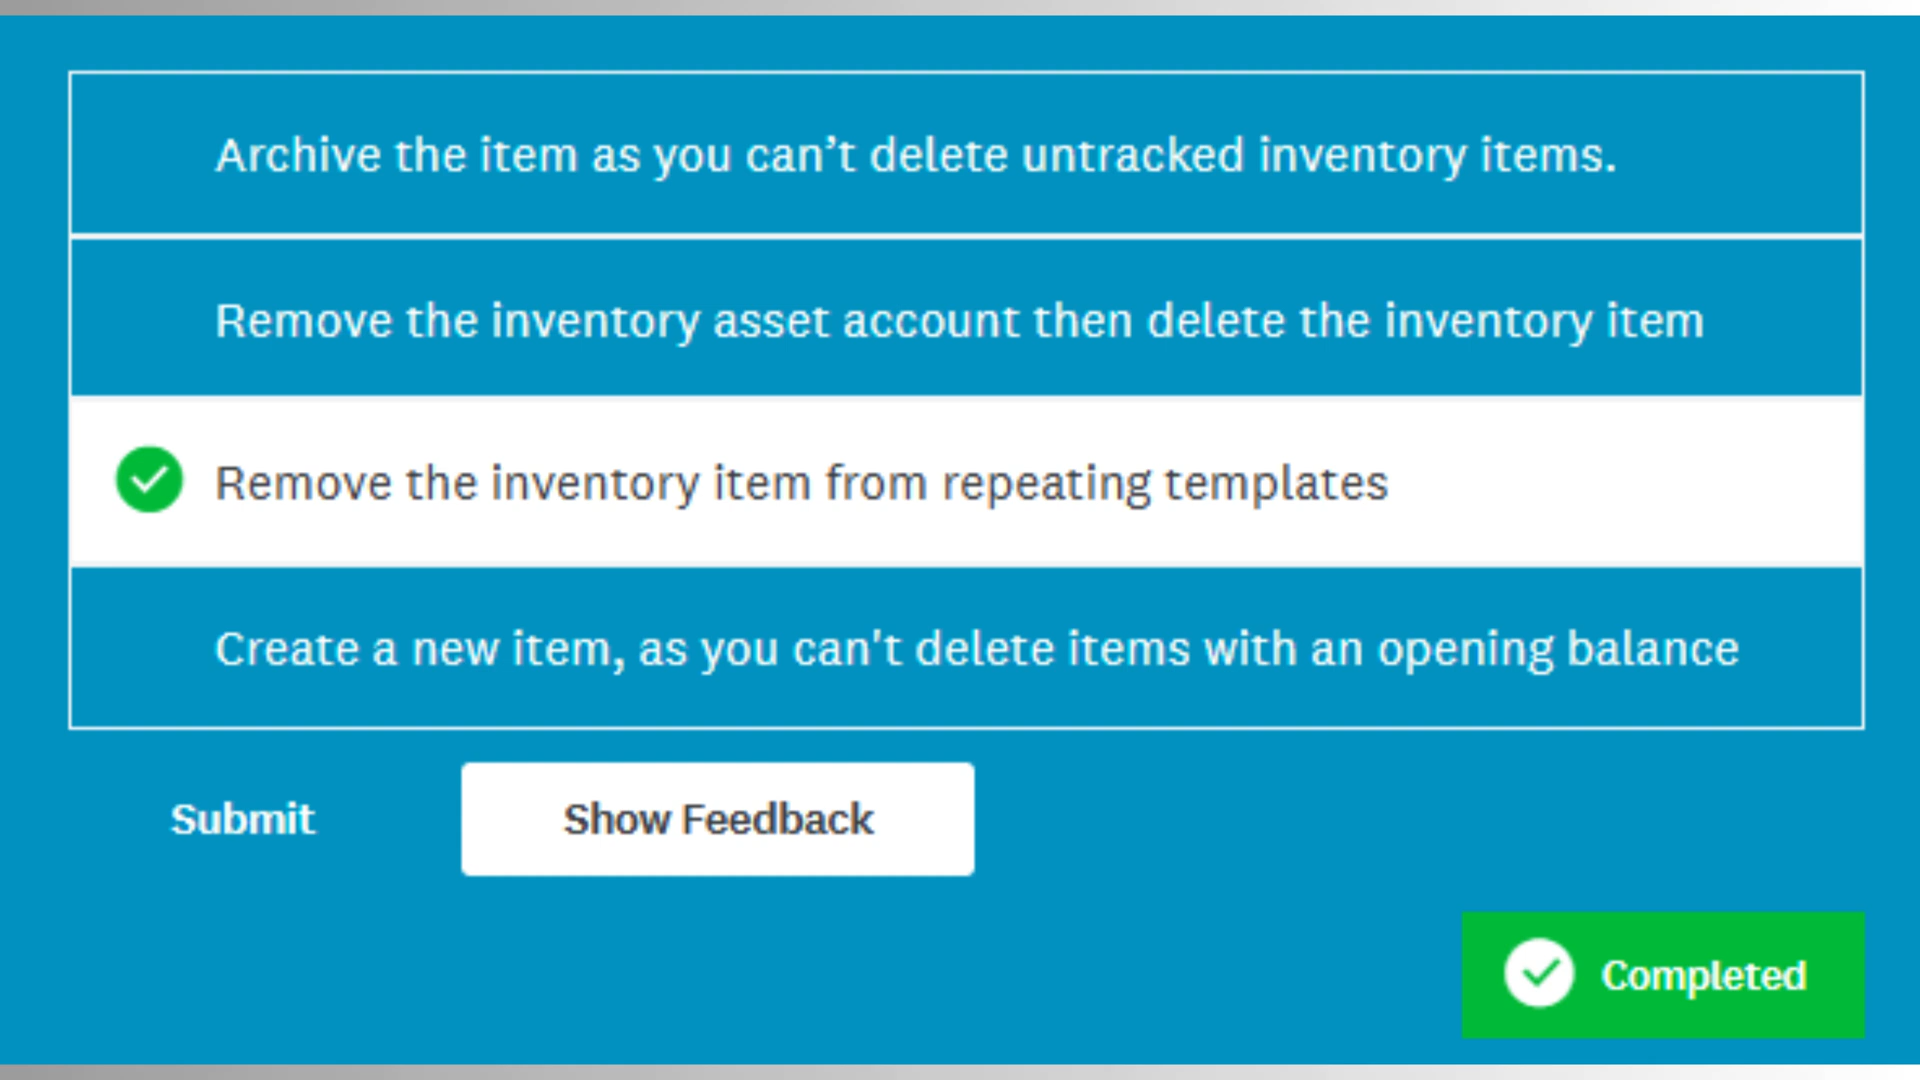 Archive the item as you can’t delete untracked inventory items.
Remove the inventory asset account then delete the inventory item
Remove the inventory item from repeating templates
Create a new item, as you can't delete items with an opening balance
Submit
Show Feedback
Completed